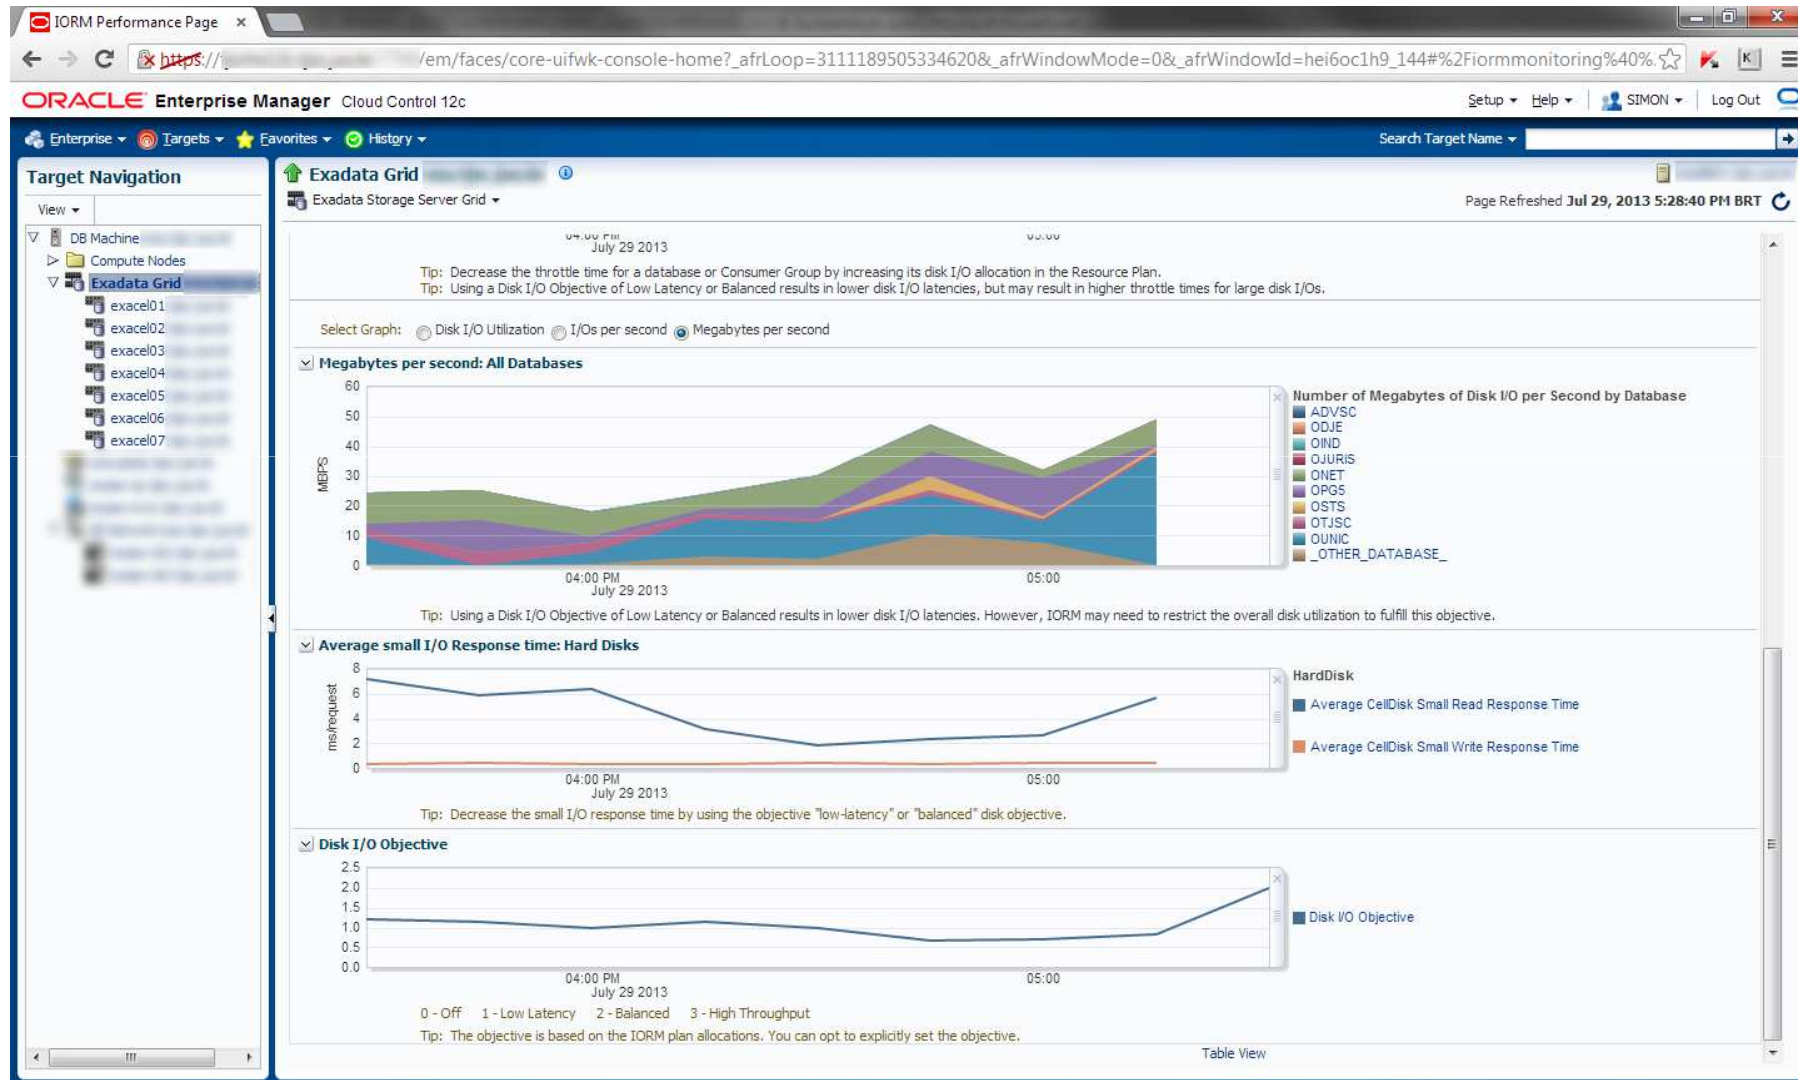 IORM Performance Page ×
https:// /em/faces/core-uifwk-console-home?_afrLoop=3111189505334620&_afrWindowMode=0&_afrWindowId=hei6oc1h9_144#%2Fiormmonitoring%40%.
ORACLE Enterprise Manager Cloud Control 12c
Setup Help SIMON Log Out
Enterprise Targets Favorites History Search Target Name
Target Navigation
View
DB Machine
Compute Nodes
Exadata Grid
exacel01
exacel02
exacel03
exacel04
exacel05
exacel06
exacel07
Exadata Grid
Exadata Storage Server Grid
Page Refreshed Jul 29, 2013 5:28:40 PM BRT
04:00 PM 05:00
July 29 2013
Tip: Decrease the throttle time for a database or Consumer Group by increasing its disk I/O allocation in the Resource Plan.
Tip: Using a Disk I/O Objective of Low Latency or Balanced results in lower disk I/O latencies, but may result in higher throttle times for large disk I/Os.
Select Graph: Disk I/O Utilization I/Os per second Megabytes per second
Megabytes per second: All Databases
60
50
40
30
20
10
0
MBPS
04:00 PM 05:00
July 29 2013
Number of Megabytes of Disk I/O per Second by Database
ADVSC
ODJE
OIND
OJURIS
ONET
OPG5
OSTS
OTJSC
OUNIC
_OTHER_DATABASE_
Tip: Using a Disk I/O Objective of Low Latency or Balanced results in lower disk I/O latencies. However, IORM may need to restrict the overall disk utilization to fulfill this objective.
Average small I/O Response time: Hard Disks
8
6
4
2
0
ms/request
04:00 PM 05:00
July 29 2013
HardDisk
Average CellDisk Small Read Response Time
Average CellDisk Small Write Response Time
Tip: Decrease the small I/O response time by using the objective "low-latency" or "balanced" disk objective.
Disk I/O Objective
2.5
2.0
1.5
1.0
0.5
0.0
04:00 PM 05:00
July 29 2013
Disk I/O Objective
0 - Off 1 - Low Latency 2 - Balanced 3 - High Throughput
Tip: The objective is based on the IORM plan allocations. You can opt to explicitly set the objective.
Table View